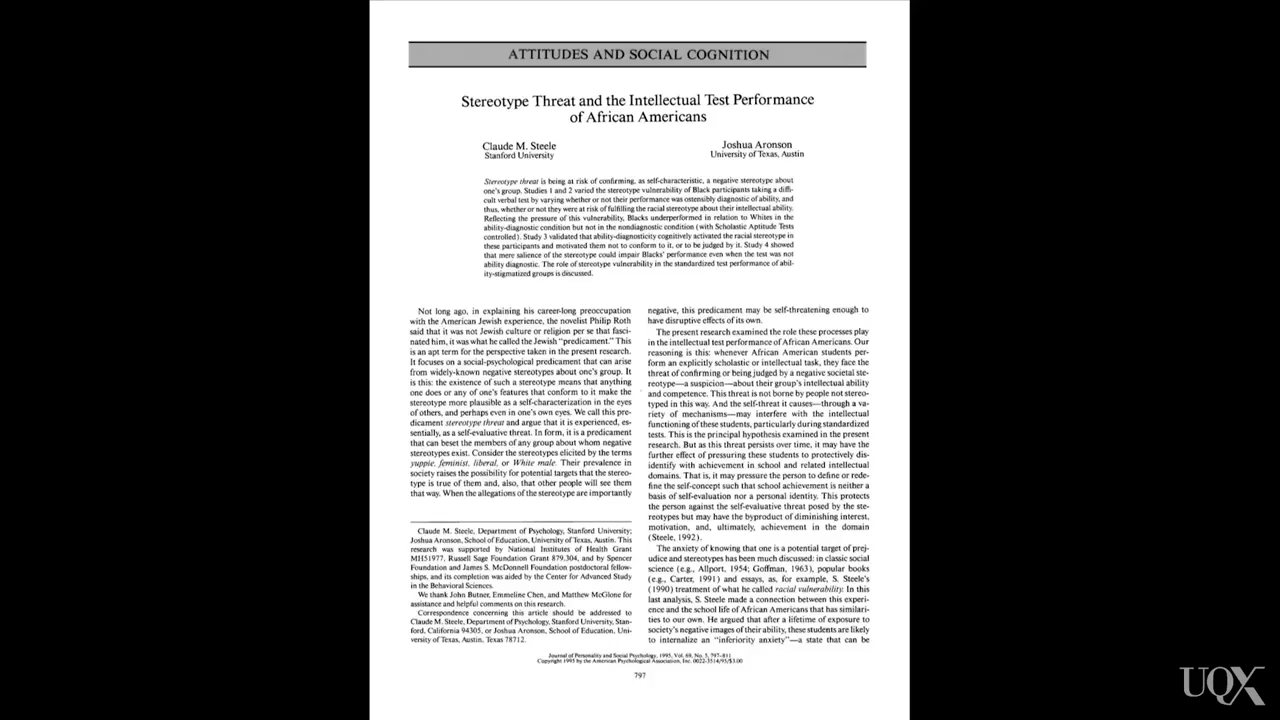 ATTITUDES AND SOCIAL COGNITION
Stereotype Threat and the Intellectual Test Performance
of African Americans
Claude M. Steele
Stanford University
Joshua Aronson
University of Texas, Austin
Stereotype threat is being at risk of confirming, as self-characteristic, a negative stereotype about
one's group. Studies 1 and 2 varied the stereotype vulnerability of Black participants taking a diffi-
cult verbal test by varying whether or not their performance was ostensibly diagnostic of ability, and
thus, whether or not they were at risk of fulfilling the racial stereotype about their intellectual ability.
Reflecting the pressure of this vulnerability, Blacks underperformed in relation to Whites in the
ability-diagnostic condition but not in the nondiagnostic condition (with Scholastic Aptitude Tests
controlled). Study 3 validated that ability-diagnosticity cognitively activated the racial stereotype in
these participants and motivated them not to conform to it, or to be judged by it. Study 4 showed
that mere salience of the stereotype could impair Blacks' performance even when the test was not
ability diagnostic. The role of stereotype vulnerability in the standardized test performance of abil-
ity-stigmatized groups is discussed.
Not long ago, in explaining his career-long preoccupation
with the American Jewish experience, the novelist Philip Roth
said that it was not Jewish culture or religion per se that fasci-
nated him, it was what he called the Jewish "predicament." This
is an apt term for the perspective taken in the present research.
It focuses on a social-psychological predicament that can arise
from widely-known negative stereotypes about one's group. It
is this: the existence of such a stereotype means that anything
one does or any of one's features that conform to it make the
stereotype more plausible as a self-characterization in the eyes
of others, and perhaps even in one's own eyes. We call this pre-
dicament stereotype threat and argue that it is experienced, es-
sentially, as a self-evaluative threat. In form, it is a predicament
that can beset the members of any group about whom negative
stereotypes exist. Consider the stereotypes elicited by the terms
yuppie, feminist, liberal, or White male. Their prevalence in
society raises the possibility for potential targets that the stereo-
type is true of them and, also, that other people will see them
that way. When the allegations of the stereotype are importantly
Claude M. Steele, Department of Psychology, Stanford University;
Joshua Aronson, School of Education, University of Texas, Austin. This
research was supported by National Institutes of Health Grant
MH51977, Russell Sage Foundation Grant 879.304, and by Spencer
Foundation and James S. McDonnell Foundation postdoctoral fellow-
ships, and its completion was aided by the Center for Advanced Study
in the Behavioral Sciences.
We thank John Butner, Emmeline Chen, and Matthew McGlone for
assistance and helpful comments on this research.
Correspondence concerning this article should be addressed to
Claude M. Steele, Department of Psychology, Stanford University, Stan-
ford, California 94305, or Joshua Aronson, School of Education, Uni-
versity of Texas, Austin, Texas 78712.
negative, this predicament may be self-threatening enough to
have disruptive effects of its own.
The present research examined the role these processes play
in the intellectual test performance of African Americans. Our
reasoning is this: whenever African American students per-
form an explicitly scholastic or intellectual task, they face the
threat of confirming or being judged by a negative societal ste-
reotype—a suspicion—about their group's intellectual ability
and competence. This threat is not borne by people not stereo-
typed in this way. And the self-threat it causes—through a va-
riety of mechanisms—may interfere with the intellectual
functioning of these students, particularly during standardized
tests. This is the principal hypothesis examined in the present
research. But as this threat persists over time, it may have the
further effect of pressuring these students to protectively dis-
identify with achievement in school and related intellectual
domains. That is, it may pressure the person to define or rede-
fine the self-concept such that school achievement is neither a
basis of self-evaluation nor a personal identity. This protects
the person against the self-evaluative threat posed by the ste-
reotypes but may have the byproduct of diminishing interest,
motivation, and, ultimately, achievement in the domain
(Steele, 1992).
The anxiety of knowing that one is a potential target of prej-
udice and stereotypes has been much discussed: in classic social
science (e.g., Allport, 1954; Goffman, 1963), popular books
(e.g., Carter, 1991) and essays, as, for example, S. Steele's
(1990) treatment of what he called racial vulnerability. In this
last analysis, S. Steele made a connection between this experi-
ence and the school life of African Americans that has similari-
ties to our own. He argued that after a lifetime of exposure to
society's negative images of their ability, these students are likely
to internalize an "inferiority anxiety"—a state that can be
Journal of Personality and Social Psychology, 1995, Vol. 69, No. 5, 797–811
Copyright 1995 by the American Psychological Association, Inc. 0022-3514/95/$3.00
797
UQX